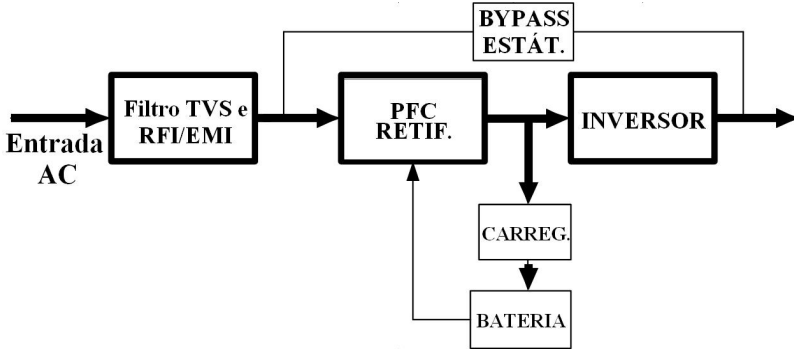 BYPASS
ESTÁT.
Entrada
AC
Filtro TVS e
RFI/EMI
PFC
RETIF.
INVERSOR
CARREG.
BATERIA